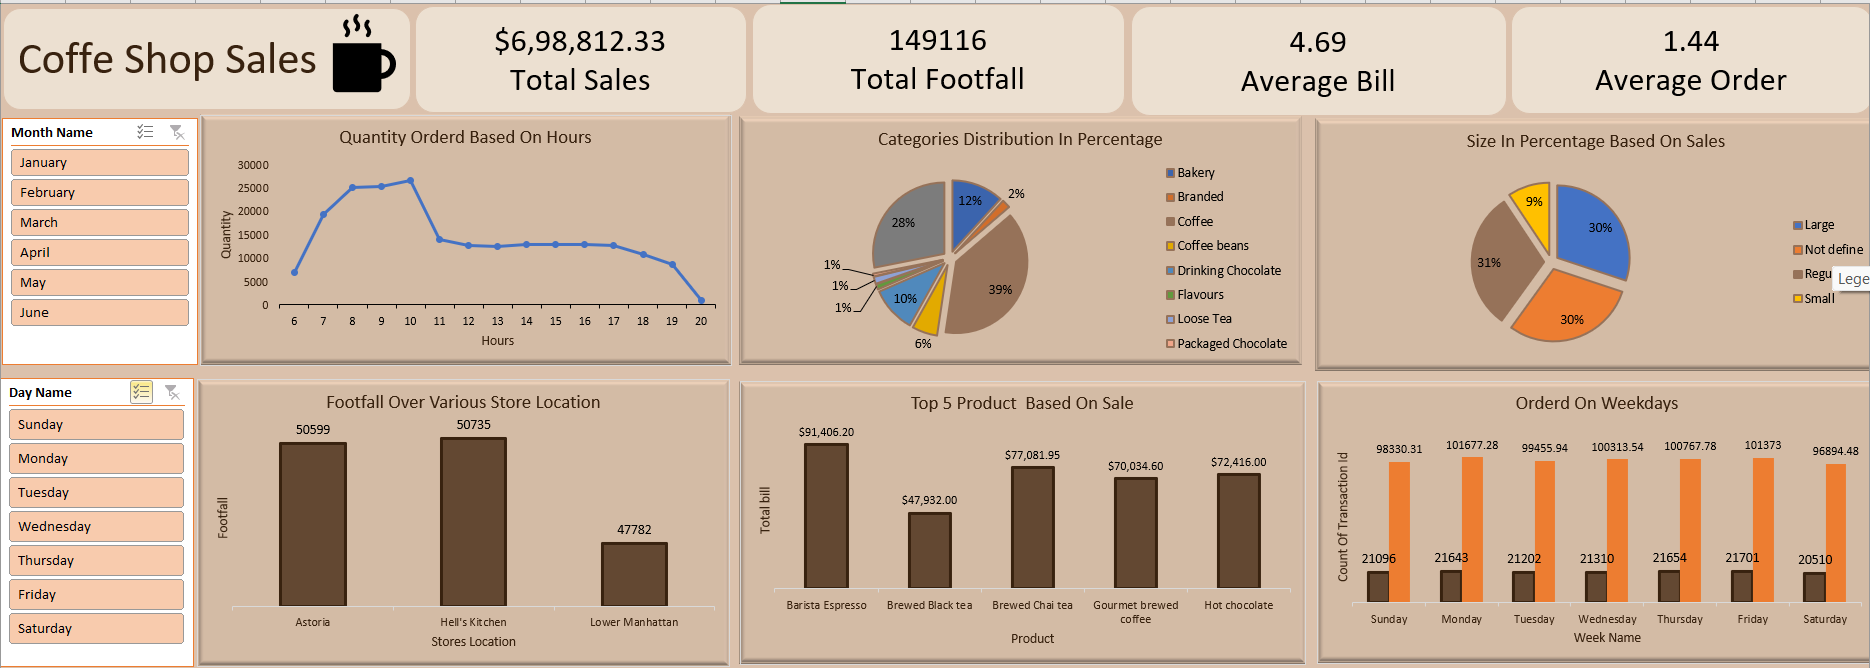 Coffe Shop Sales
$6,98,812.33
Total Sales
149116
Total Footfall
4.69
Average Bill
1.44
Average Order
Month Name
January
February
March
April
May
June
Quantity Orderd Based On Hours
Quantity
30000
25000
20000
15000
10000
5000
0
6 7 8 9 10 11 12 13 14 15 16 17 18 19 20
Hours
Categories Distribution In Percentage
12%
2%
39%
6%
10%
1%
1%
1%
28%
Bakery
Branded
Coffee
Coffee beans
Drinking Chocolate
Flavours
Loose Tea
Packaged Chocolate
Size In Percentage Based On Sales
30%
30%
31%
9%
Large
Not define
Regu
Small
Lege
Day Name
Sunday
Monday
Tuesday
Wednesday
Thursday
Friday
Saturday
Footfall Over Various Store Location
Footfall
50599
50735
47782
Astoria
Hell's Kitchen
Lower Manhattan
Stores Location
Top 5 Product  Based On Sale
Total bill
$91,406.20
$47,932.00
$77,081.95
$70,034.60
$72,416.00
Barista Espresso
Brewed Black tea
Brewed Chai tea
Gourmet brewed
coffee
Hot chocolate
Product
Orderd On Weekdays
Count Of Transaction Id
98330.31
101677.28
99455.94
100313.54
100767.78
101373
96894.48
21096
21643
21202
21310
21654
21701
20510
Sunday
Monday
Tuesday
Wednesday
Thursday
Friday
Saturday
Week Name